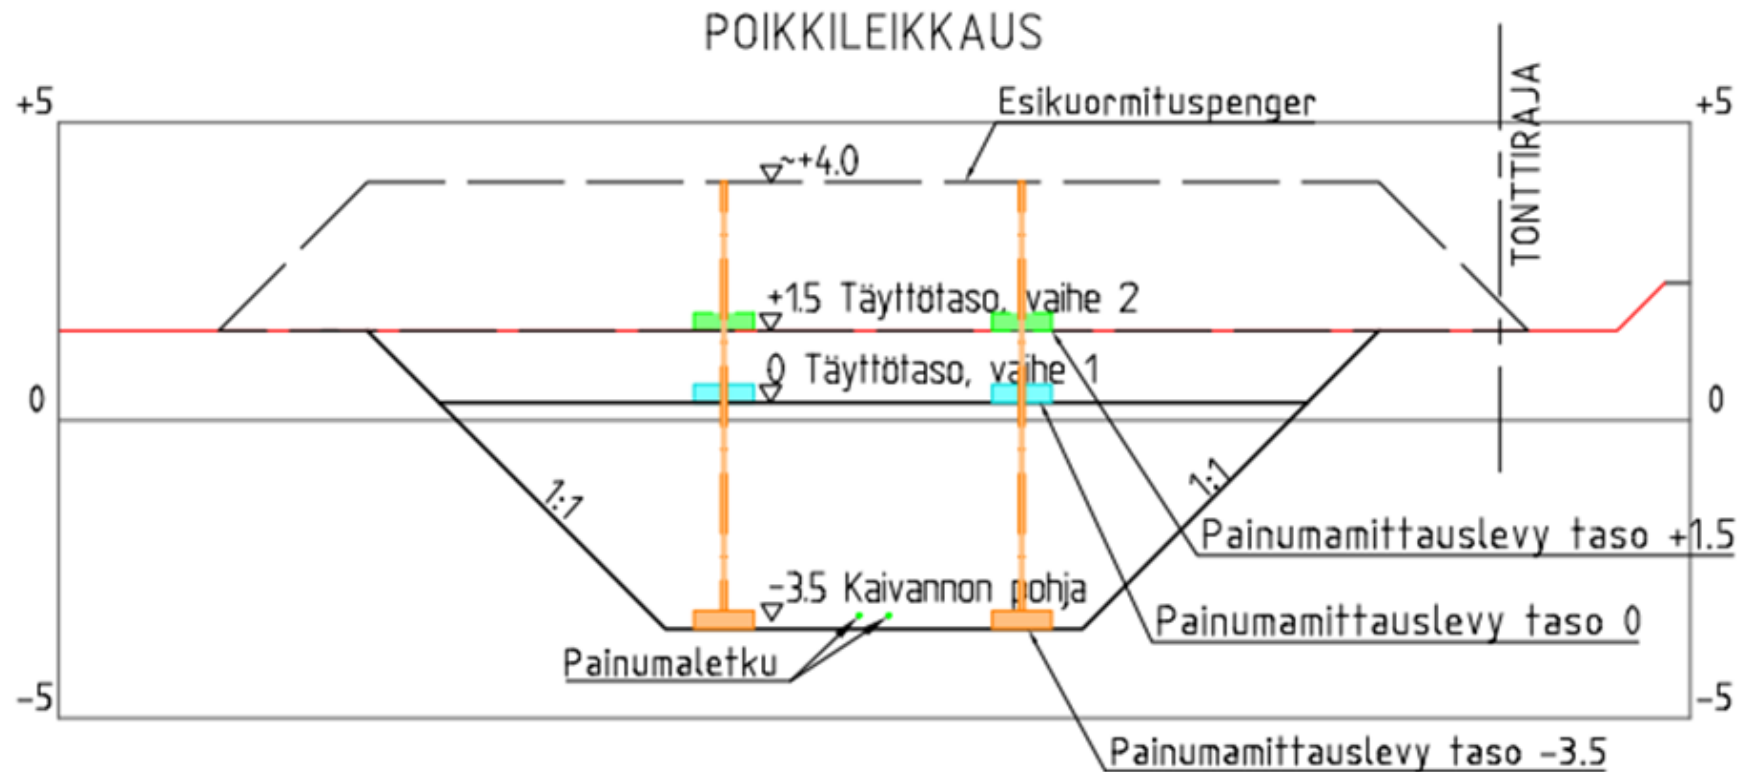 POIKKILEIKKAUS
+5
Esikuormituspenger
TONTTIRAJA
+5
~+4.0
+1.5 Täyttötaso, vaihe 2
0 Täyttötaso, vaihe 1
0
0
1:1
1:1
Painumamittauslevy taso +1.5
-3.5 Kaivannon pohja
Painumamittauslevy taso 0
Painumaletku
-5
-5
Painumamittauslevy taso -3.5